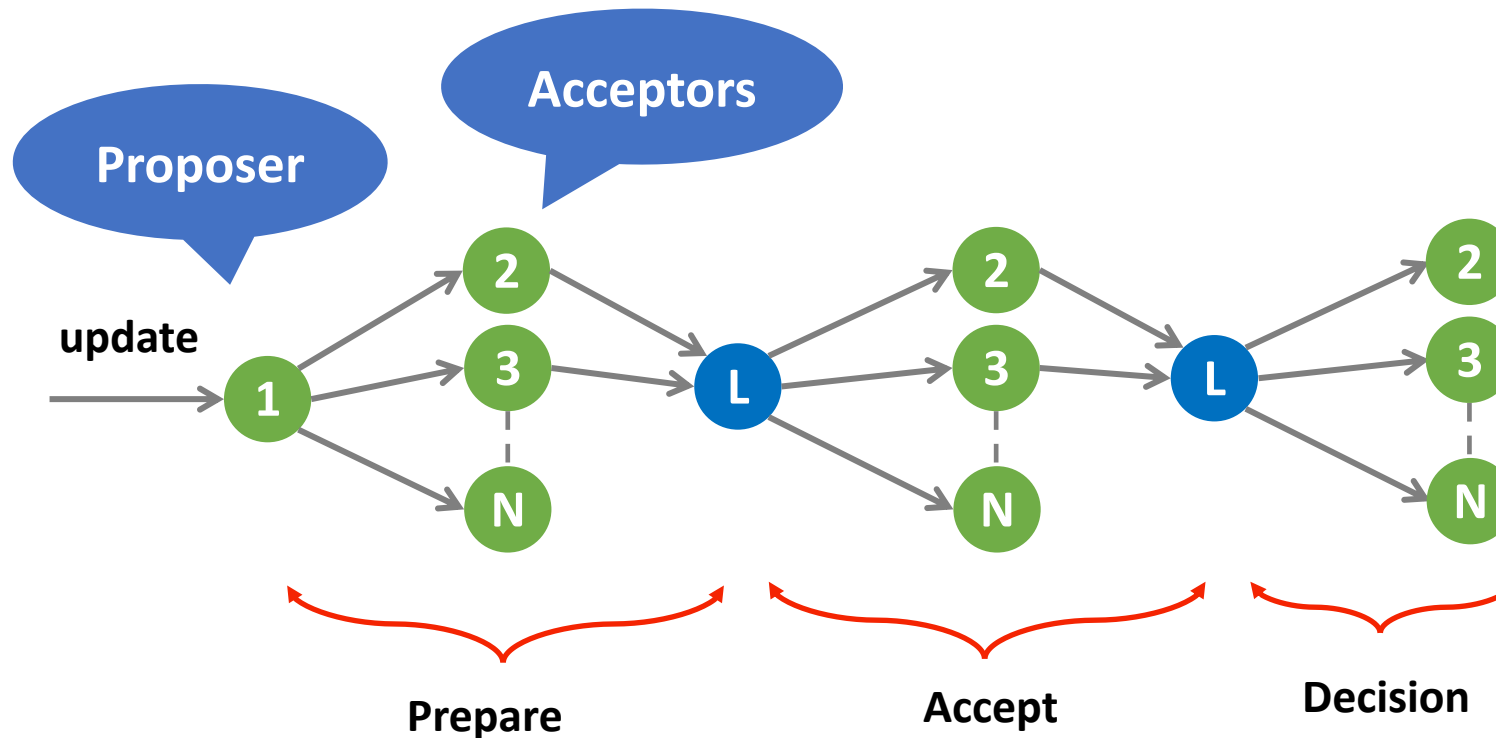 Proposer
Acceptors
update
1
2
3
N
L
2
3
N
L
2
3
N
Prepare
Accept
Decision